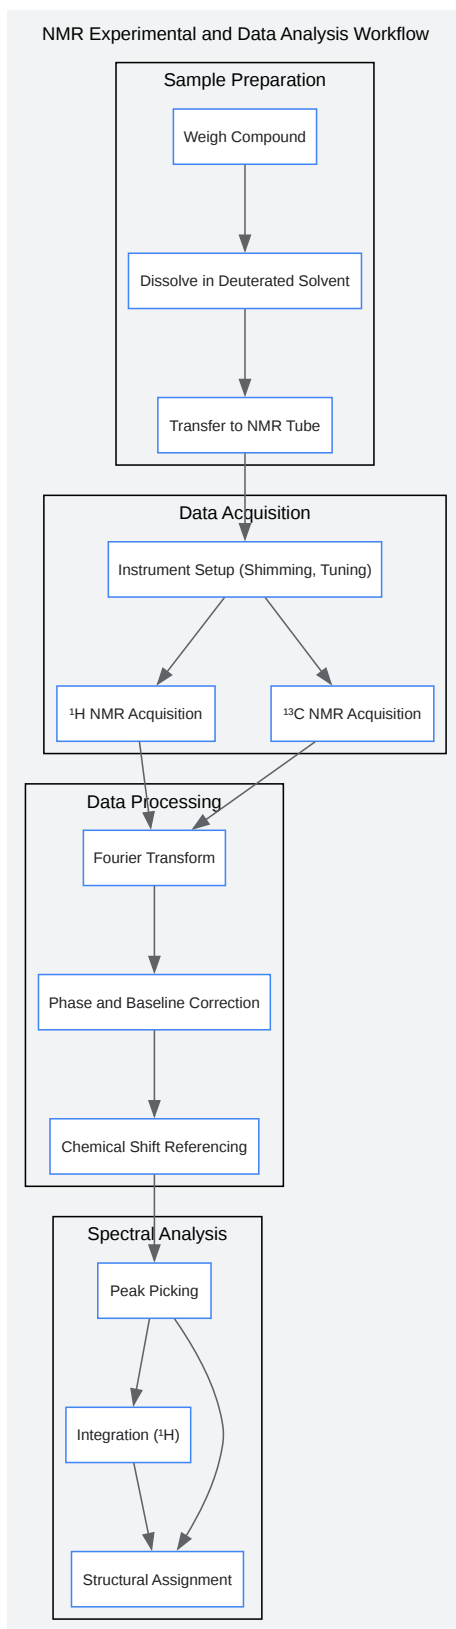 NMR Experimental and Data Analysis Workflow
Sample Preparation
Weigh Compound
Dissolve in Deuterated Solvent
Transfer to NMR Tube
Data Acquisition
Instrument Setup (Shimming, Tuning)
¹H NMR Acquisition
¹³C NMR Acquisition
Data Processing
Fourier Transform
Phase and Baseline Correction
Chemical Shift Referencing
Spectral Analysis
Peak Picking
Integration (¹H)
Structural Assignment